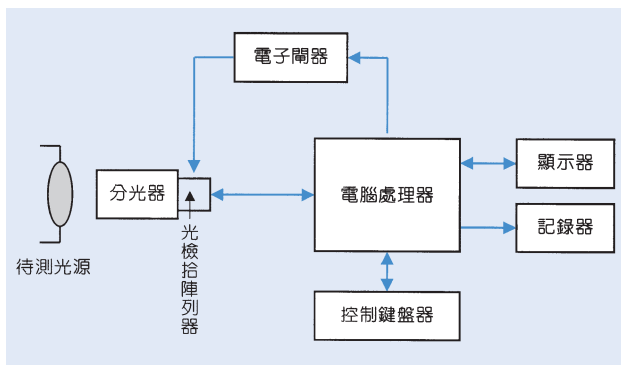 電子閘器
電腦處理器
顯示器
分光器
記錄器
光檢拾陣列器
待測光源
控制鍵盤器